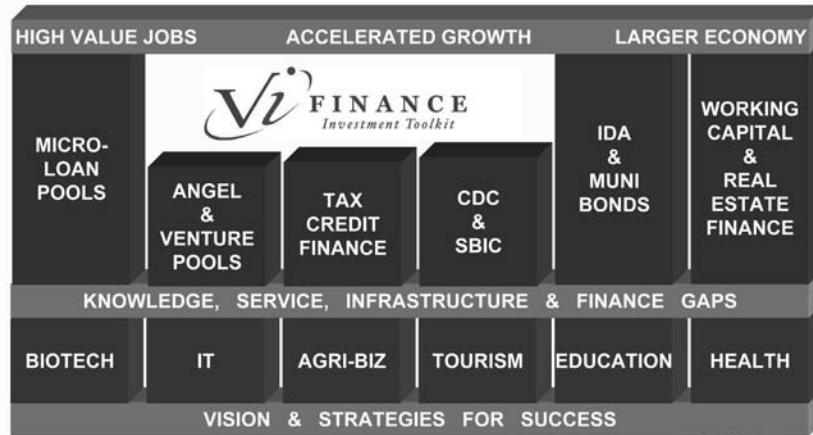 HIGH VALUE JOBS ACCELERATED GROWTH LARGER ECONOMY
Vi FINANCE
Investment Toolkit
MICRO-
LOAN
POOLS
ANGEL
&
VENTURE
POOLS
TAX
CREDIT
FINANCE
CDC
&
SBIC
IDA
&
MUNI
BONDS
WORKING
CAPITAL
&
REAL
ESTATE
FINANCE
KNOWLEDGE, SERVICE, INFRASTRUCTURE & FINANCE GAPS
BIOTECH IT AGRI-BIZ TOURISM EDUCATION HEALTH
VISION & STRATEGIES FOR SUCCESS